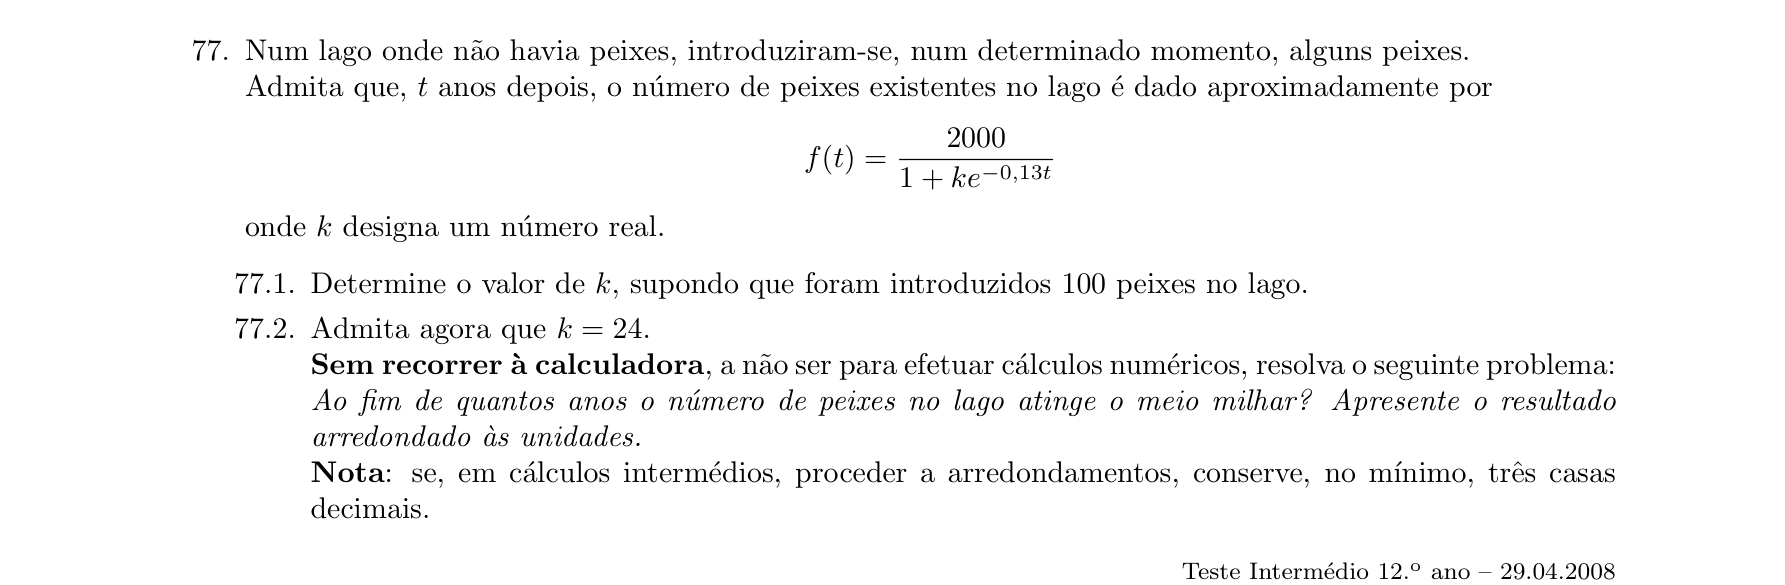 77. Num lago onde não havia peixes, introduziram-se, num determinado momento, alguns peixes.
Admita que, t anos depois, o número de peixes existentes no lago é dado aproximadamente por
f(t) = \frac{2000}{1 + ke^{-0,13t}}
onde k designa um número real.
77.1. Determine o valor de k, supondo que foram introduzidos 100 peixes no lago.
77.2. Admita agora que k = 24.
Sem recorrer à calculadora, a não ser para efetuar cálculos numéricos, resolva o seguinte problema:
Ao fim de quantos anos o número de peixes no lago atinge o meio milhar? Apresente o resultado
arredondado às unidades.
Nota: se, em cálculos intermédios, proceder a arredondamentos, conserve, no mínimo, três casas
decimais.
Teste Intermédio 12.º ano – 29.04.2008